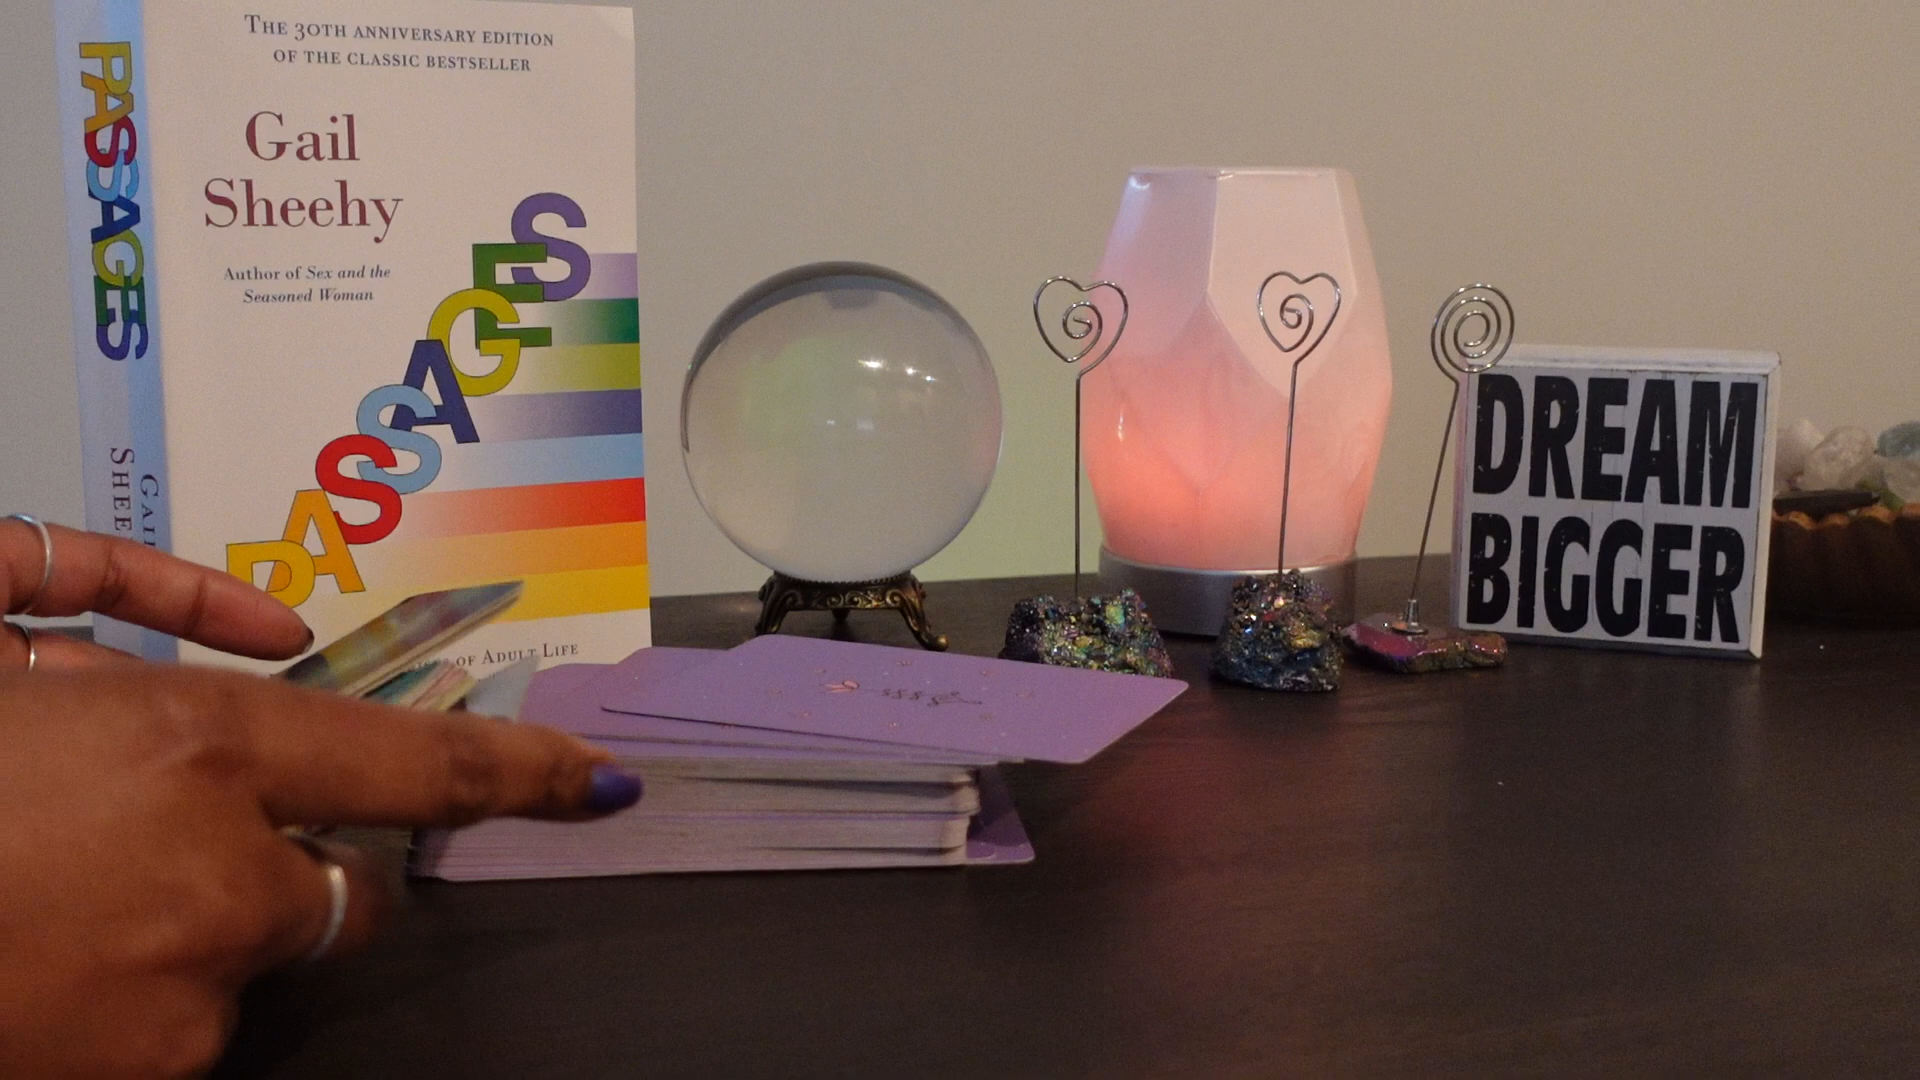 PASSAGES
GAIL
SHEE
THE 30TH ANNIVERSARY EDITION
OF THE CLASSIC BESTSELLER
Gail
Sheehy
Author of Sex and the
Seasoned Woman
PASSAGES
OF ADULT LIFE
DREAM
BIGGER